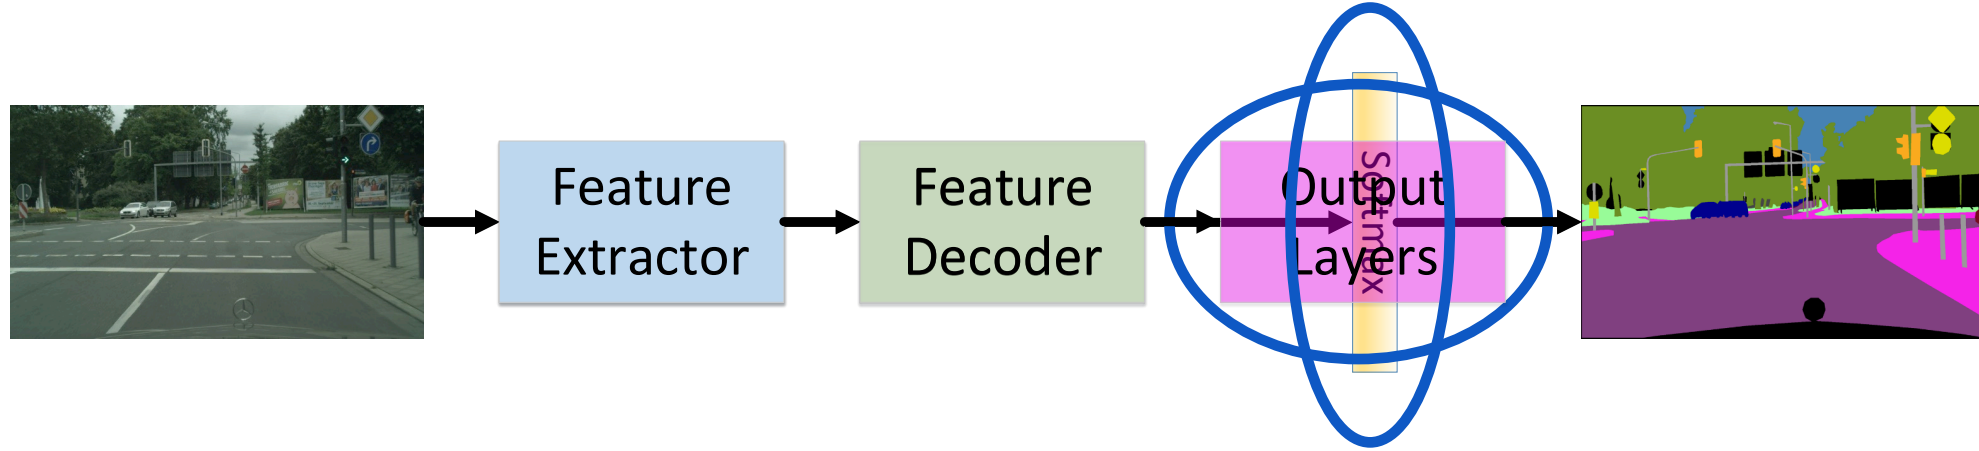 Feature
Extractor
Feature
Decoder
Output
Layers
Softmax